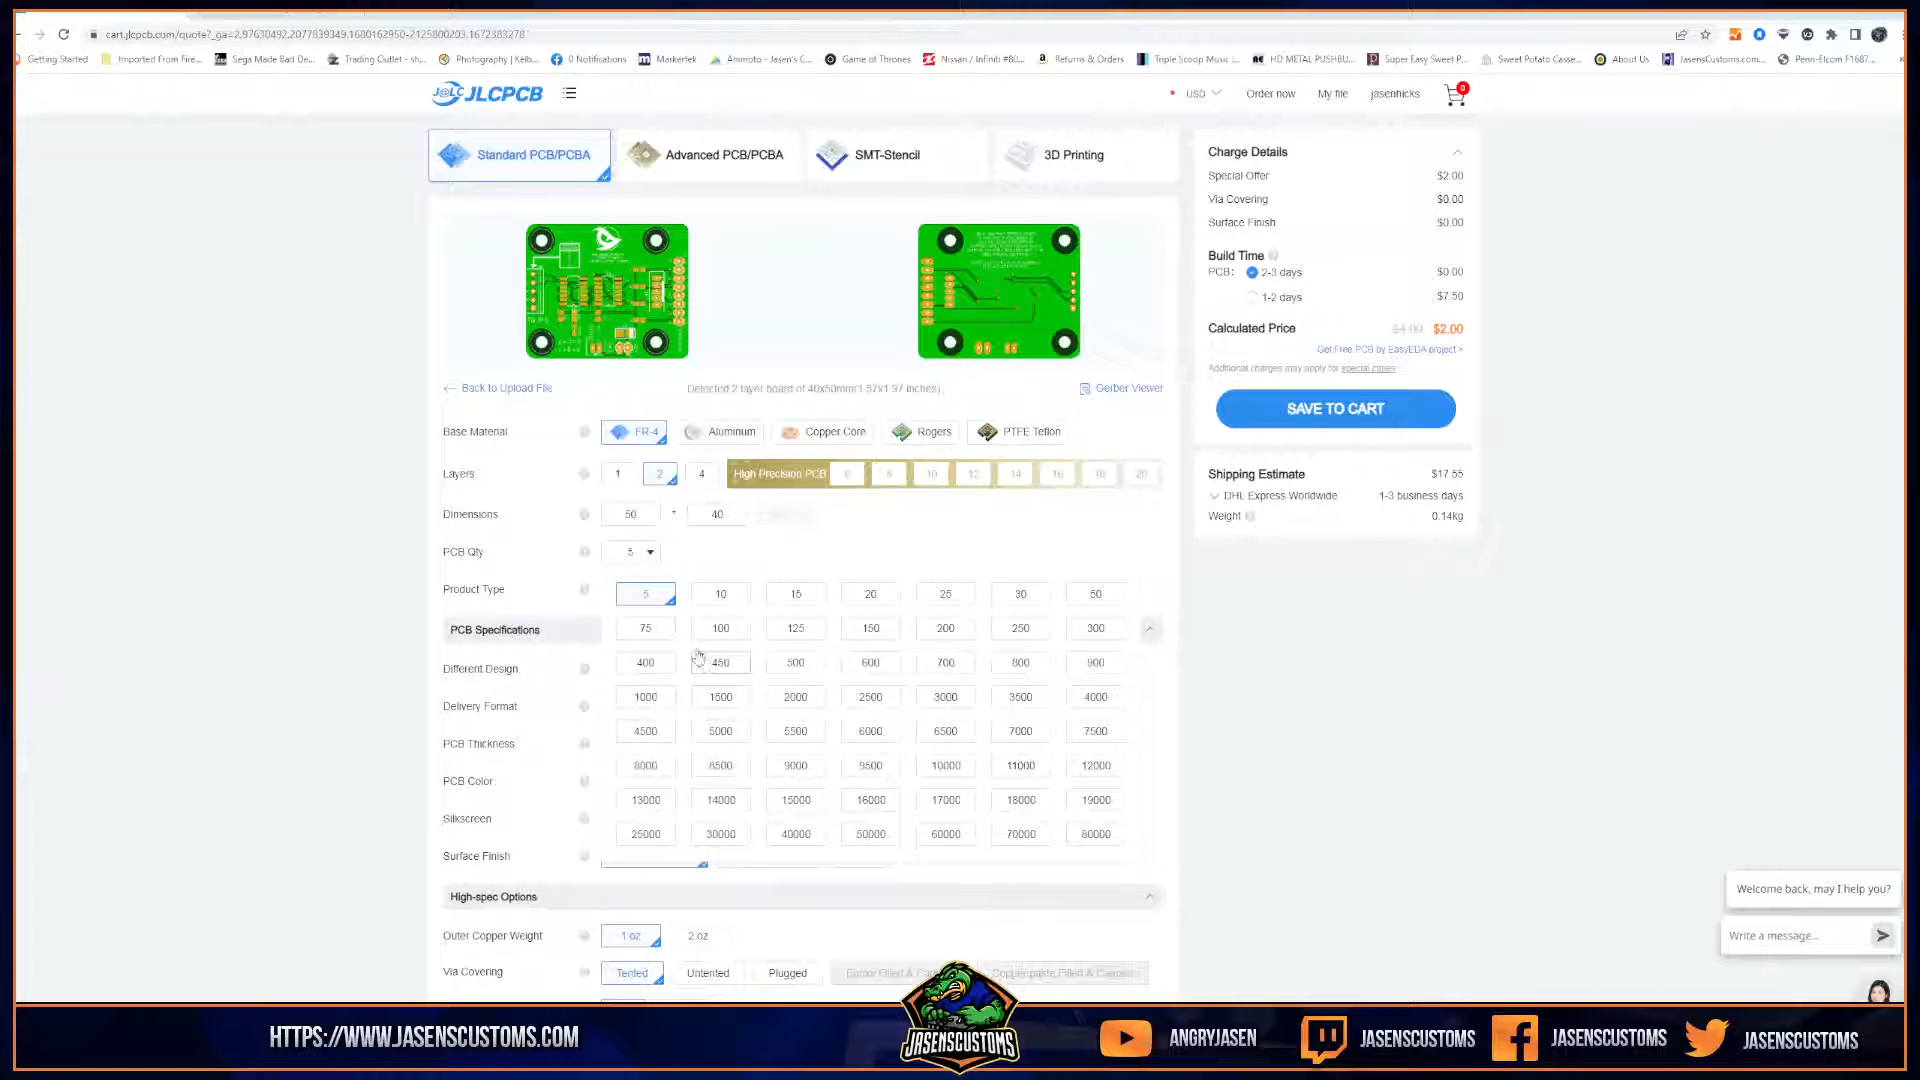 cart.jlcpcb.com/quote?_ga=2.97630492.2077839349.1680162950-2125800203.1672383278
Getting Started Imported From Fire... Sega Made Bad De... Trading Outlet - sh... Photography | Kelb... 0 Notifications Markertek Ammoto - Jasen's C... Game of Thrones Nissan / Infiniti #80... Returns & Orders Triple Scoop Music ... HD METAL PUSHBU... Super Easy Sweet P... Sweet Potato Casse... About Us JasensCustoms.com... Penn-Elcom F1687...
J@LC JLCPCB USD Order now My file jasenhicks 0
Standard PCB/PCBA Advanced PCB/PCBA SMT-Stencil 3D Printing
Charge Details
Special Offer $2.00
Via Covering $0.00
Surface Finish $0.00
Build Time
PCB: 2-3 days $0.00
1-2 days $7.50
Calculated Price $4.00 $2.00
Get Free PCB by EasyEDA project >
Additional charges may apply for special cases
SAVE TO CART
Shipping Estimate $17.55
DHL Express Worldwide 1-3 business days
Weight 0.14kg
Back to Upload File Detected 2 layer board of 40x50mm(1.57x1.97 inches). Gerber Viewer
Base Material FR-4 Aluminum Copper Core Rogers PTFE Teflon
Layers 1 2 4 High Precision PCB 6 8 10 12 14 16 18 20
Dimensions 50 * 40
PCB Qty 5
Product Type 5 10 15 20 25 30 50
PCB Specifications 75 100 125 150 200 250 300
Different Design 400 450 500 600 700 800 900
Delivery Format 1000 1500 2000 2500 3000 3500 4000
PCB Thickness 4500 5000 5500 6000 6500 7000 7500
PCB Color 8000 8500 9000 9500 10000 11000 12000
Silkscreen 13000 14000 15000 16000 17000 18000 19000
Surface Finish 25000 30000 40000 50000 60000 70000 80000
High-spec Options
Outer Copper Weight 1 oz 2 oz
Via Covering Tented Untented Plugged
Welcome back, may I help you?
Write a message...
HTTPS://WWW.JASENSCUSTOMS.COM JASENSCUSTOMS ANGRYJASEN JASENSCUSTOMS JASENSCUSTOMS JASENSCUSTOMS